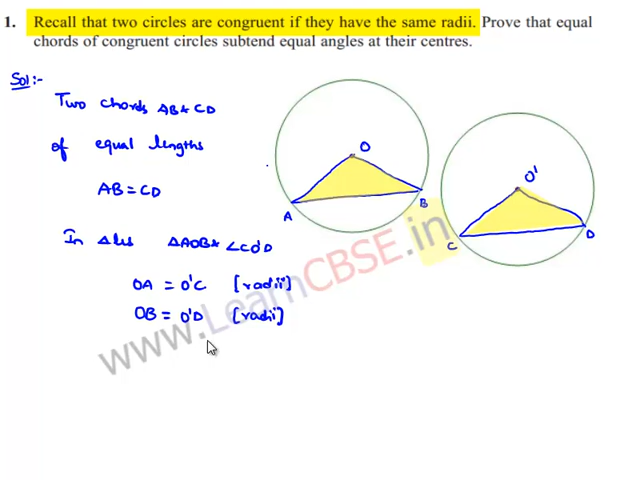 1. Recall that two circles are congruent if they have the same radii. Prove that equal
chords of congruent circles subtend equal angles at their centres.
Sol:-
Two chords AB & CD
of equal lengths
AB = CD
In Δles ΔAOB & ∠CO'D
OA = O'C [radii]
OB = O'D [radii]
O
A
B
O'
C
D
www.LearnCBSE.in